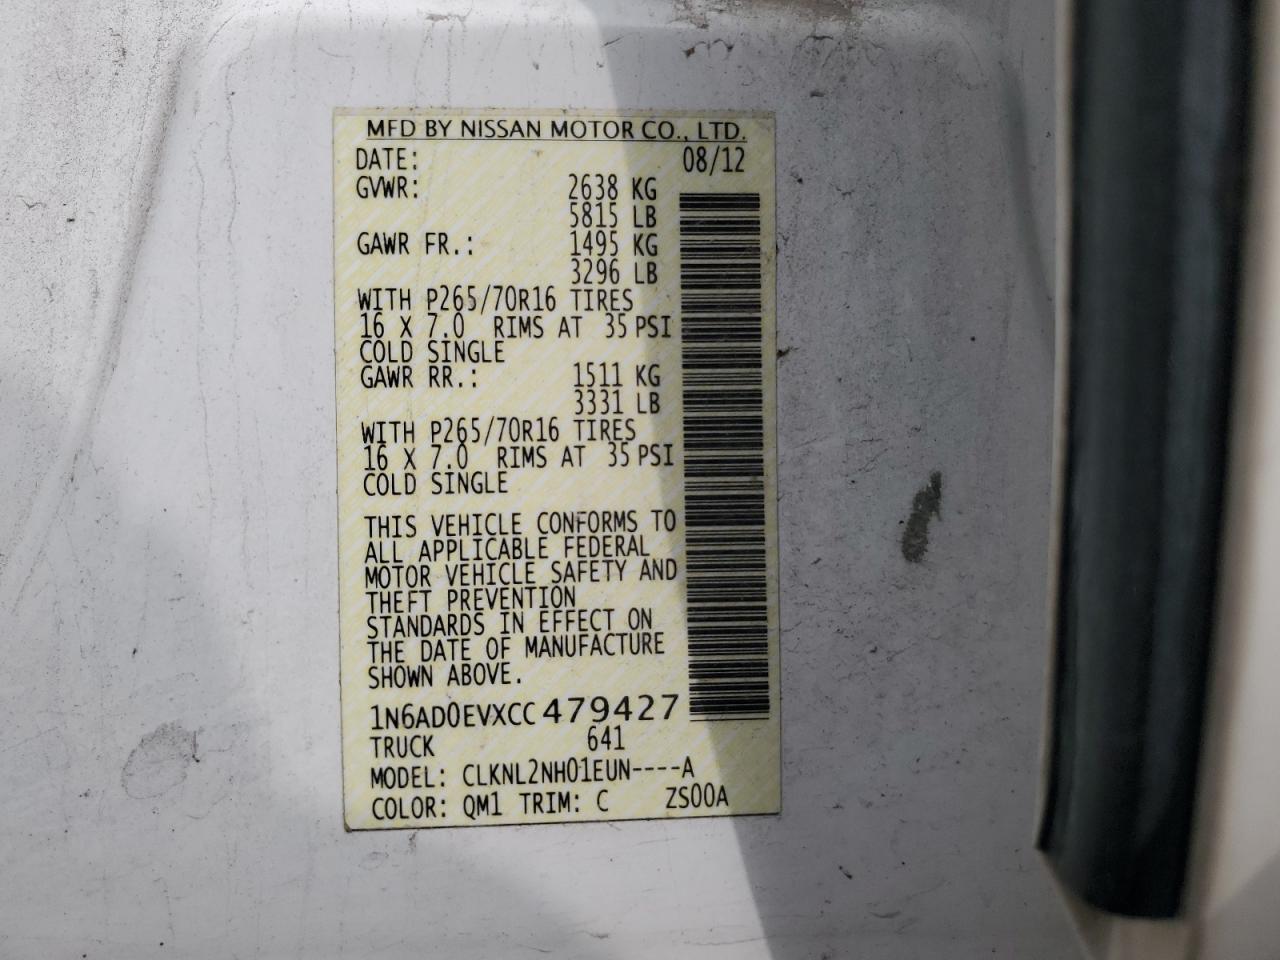 MFD BY NISSAN MOTOR CO., LTD.
DATE: 08/12
GVWR: 2638 KG
5815 LB
GAWR FR.: 1495 KG
3296 LB
WITH P265/70R16 TIRES
16 X 7.0 RIMS AT 35 PSI
COLD SINGLE
GAWR RR.: 1511 KG
3331 LB
WITH P265/70R16 TIRES
16 X 7.0 RIMS AT 35 PSI
COLD SINGLE
THIS VEHICLE CONFORMS TO
ALL APPLICABLE FEDERAL
MOTOR VEHICLE SAFETY AND
THEFT PREVENTION
STANDARDS IN EFFECT ON
THE DATE OF MANUFACTURE
SHOWN ABOVE.
1N6AD0EVXCC479427
TRUCK 641
MODEL: CLKNL2NH01EUN----A
COLOR: QM1 TRIM: C ZS00A